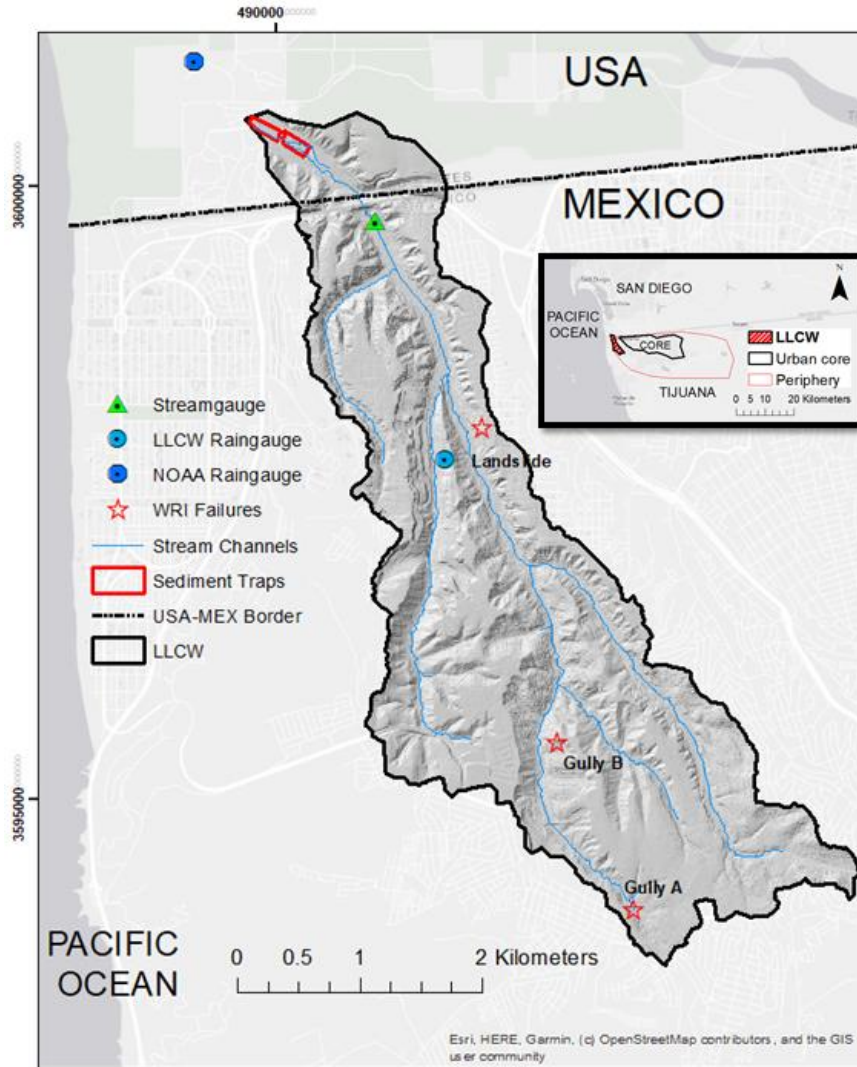 490000
3600000
3595000
USA
MEXICO
SAN DIEGO
PACIFIC
OCEAN
CORE
TIJUANA
N
LLCW
Urban core
Periphery
0 5 10 20 Kilometers
Streamgauge
LLCW Raingauge
NOAA Raingauge
WRI Failures
Stream Channels
Sediment Traps
USA-MEX Border
LLCW
Landslide
Gully B
Gully A
PACIFIC
OCEAN
0 0.5 1 2 Kilometers
Esri, HERE, Garmin, (c) OpenStreetMap contributors, and the GIS
user community